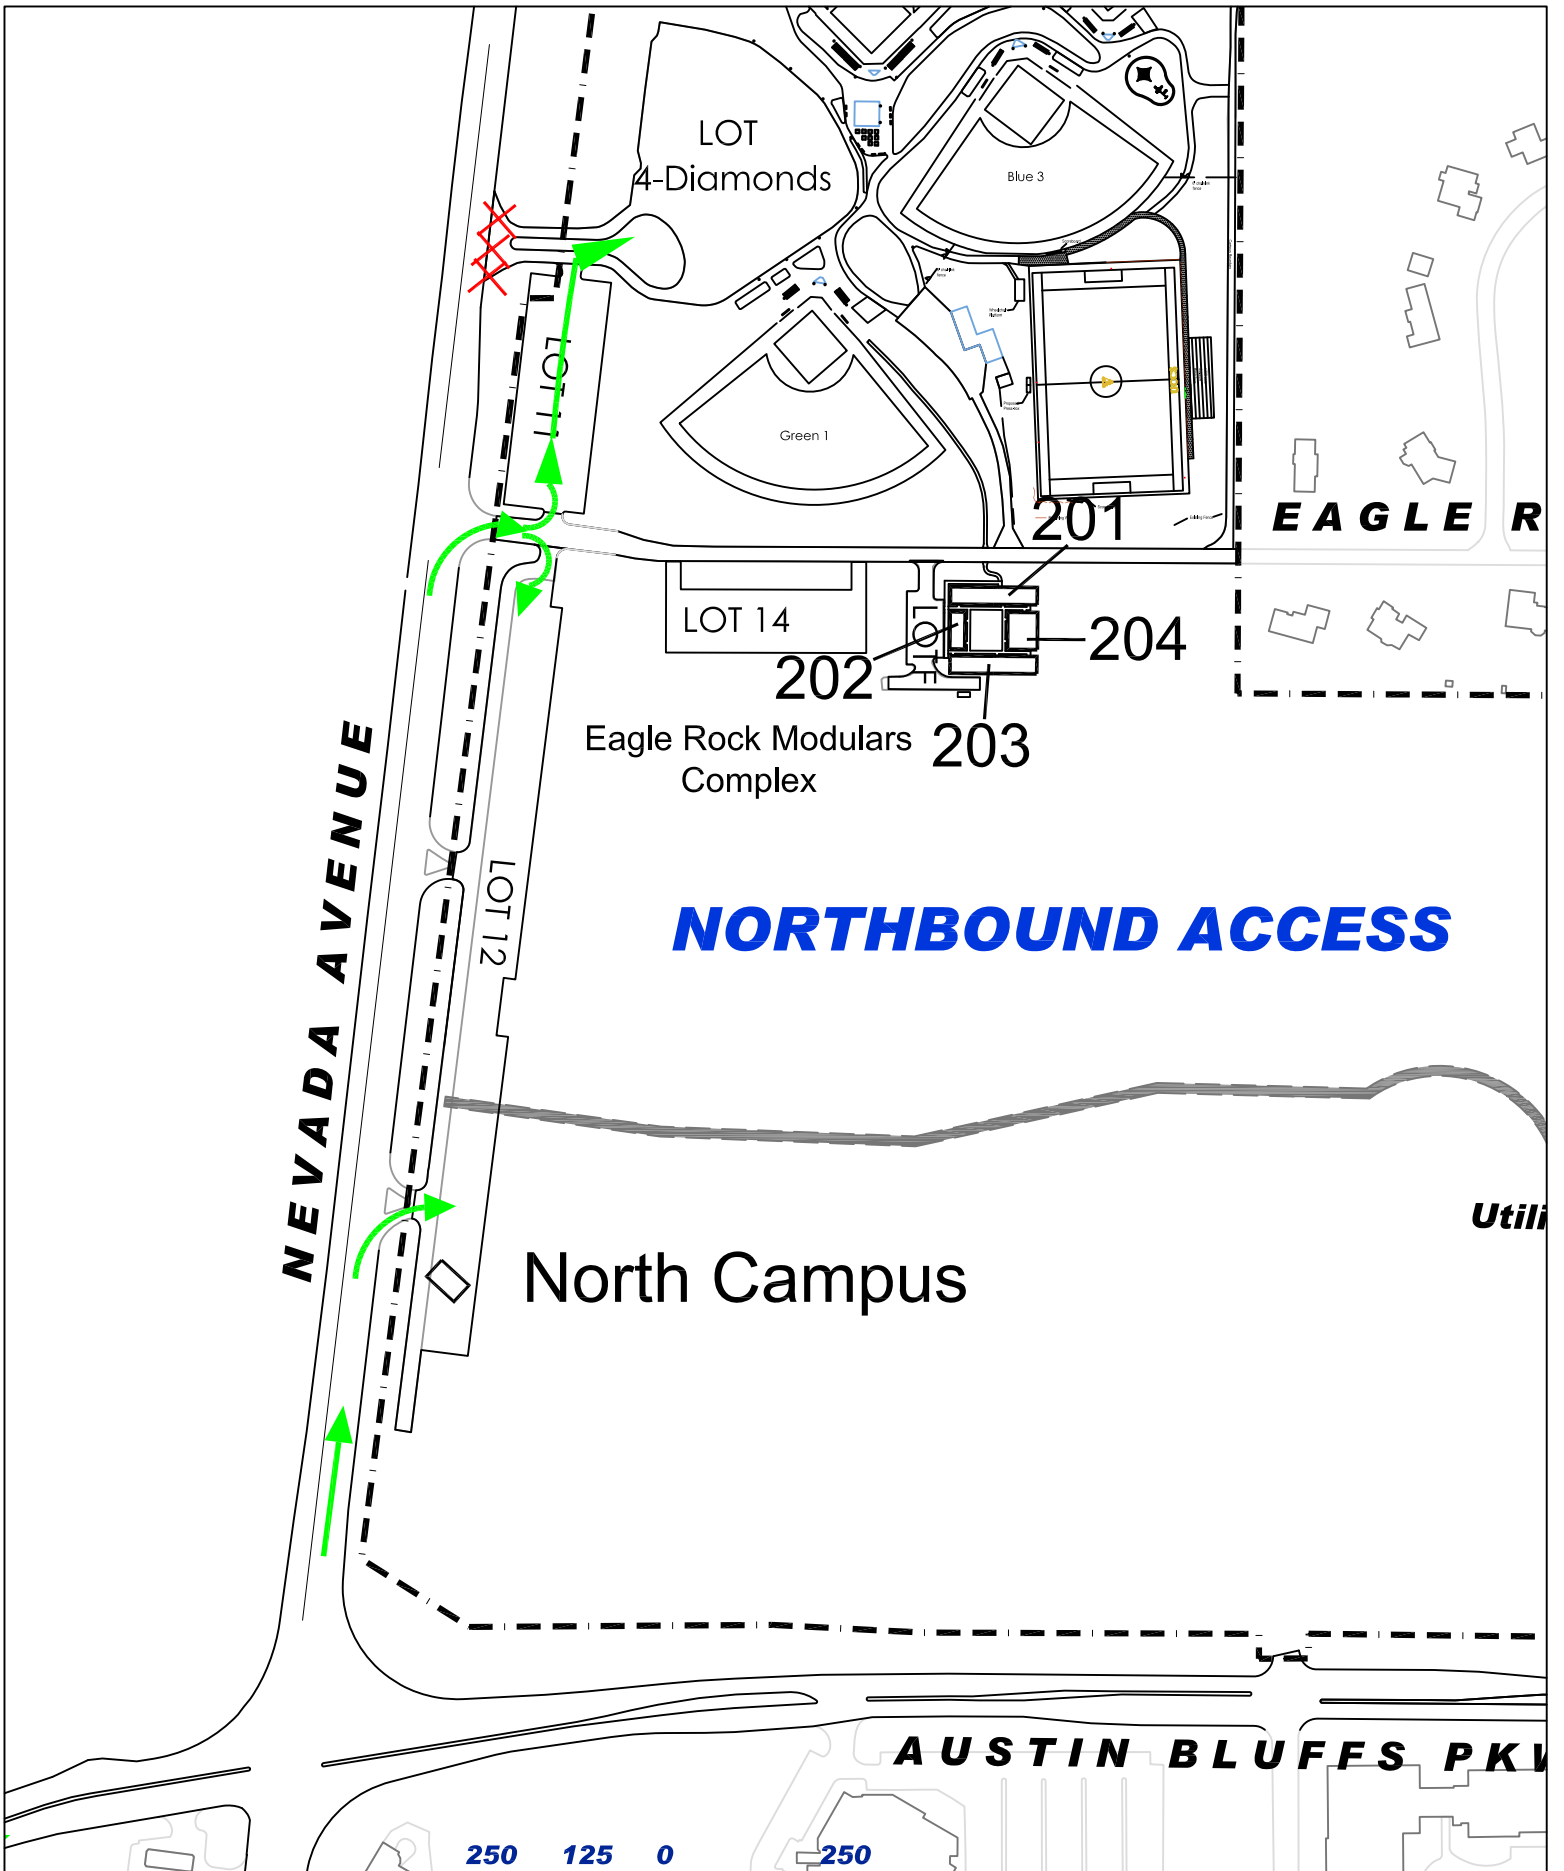 LOT
4-Diamonds
Blue 3
LOT 11
Green 1
201
EAGLE R
LOT 14
204
202
203
Eagle Rock Modulars
Complex
NEVADA AVENUE
LOT 12
NORTHBOUND ACCESS
Utili
North Campus
AUSTIN BLUFFS PKW
250 125 0 250